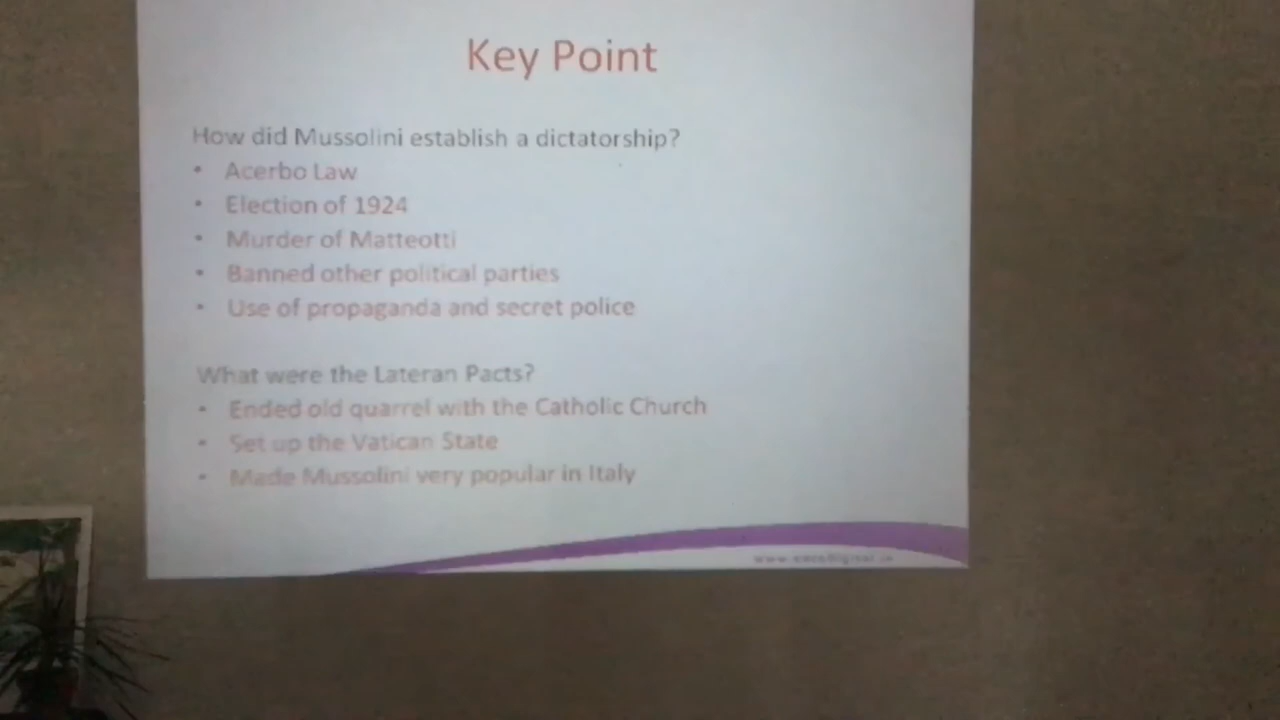 Key Point
How did Mussolini establish a dictatorship?
• Acerbo Law
• Election of 1924
• Murder of Matteotti
• Banned other political parties
• Use of propaganda and secret police
What were the Lateran Pacts?
• Ended old quarrel with the Catholic Church
• Set up the Vatican State
• Made Mussolini very popular in Italy